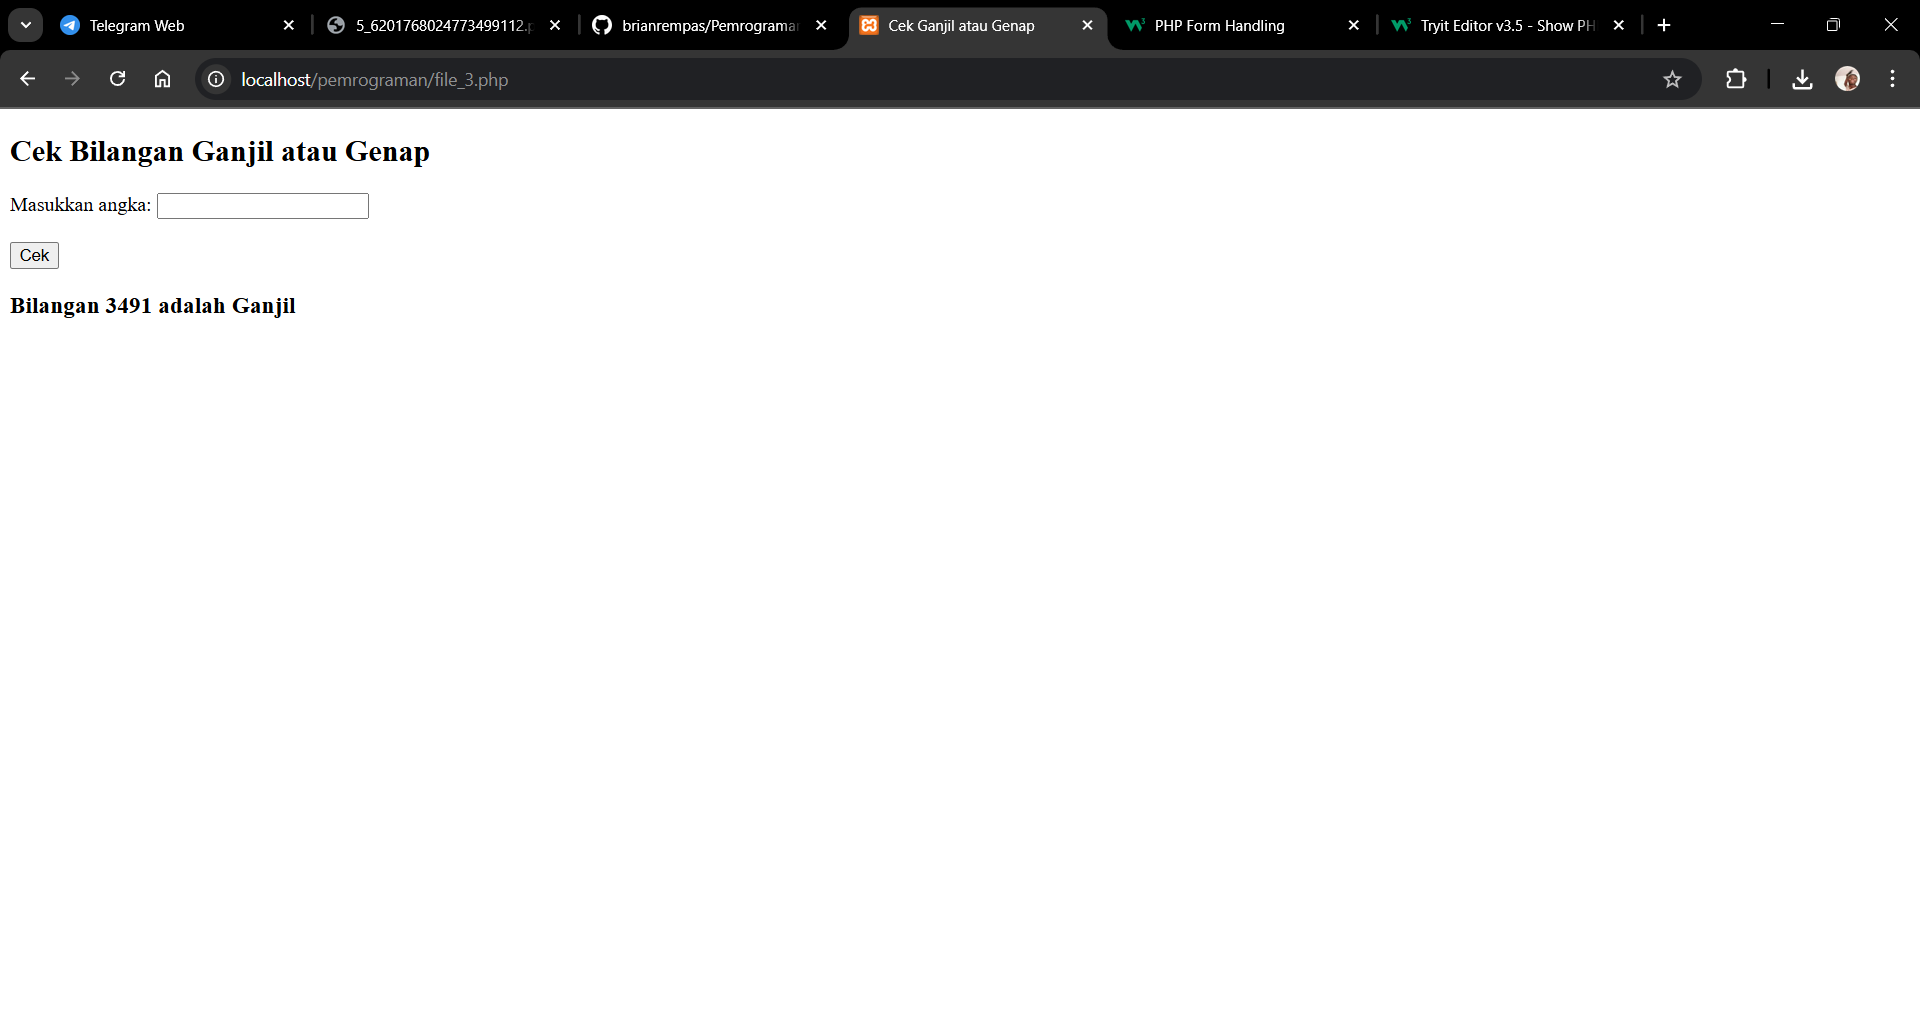 Telegram Web
5_6201768024773499112.p
brianrempas/Pemrograma
Cek Ganjil atau Genap
PHP Form Handling
Tryit Editor v3.5 - Show PH
localhost/pemrograman/file_3.php
Cek Bilangan Ganjil atau Genap
Masukkan angka:
Cek
Bilangan 3491 adalah Ganjil